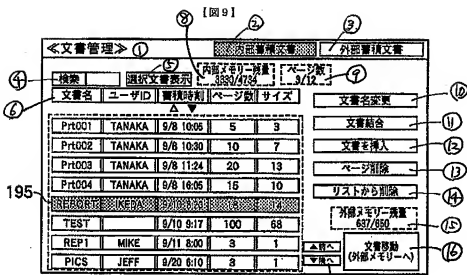 【図9】
⑧ ② ③
≪文書管理≫ ① 内部蓄積文書 外部蓄積文書
④ 検索 ⑤ 選択文書表示 内部メモリー残量 3330/4734 ページ数 9/12 ⑨
⑥ 文書名 ユーザID 蓄積時刻 ページ数 サイズ
△ ▼
Prt001 TANAKA 9/8 10:05 5 3
Prt002 TANAKA 9/8 10:30 10 7
Prt003 TANAKA 9/8 11:24 20 13
Prt004 TANAKA 9/8 16:05 15 10
195
REPORT IKEDA
TEST 9/10 9:17 100 68
REP1 MIKE 9/11 8:00 3 1
PICS JEFF 9/20 6:10 3 1
▲前へ
▼後へ
文書名変更 ⑩
文書結合 ⑪
文書を挿入 ⑫
ページ削除 ⑬
リストから削除 ⑭
外部メモリー残量
637/650 ⑮
文書移動
(外部メモリーへ) ⑯